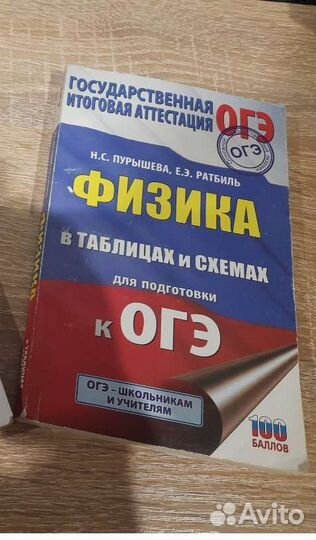 ГОСУДАРСТВЕННАЯ
ИТОГОВАЯ АТТЕСТАЦИЯ
ОГЭ
ОГЭ
Н.С. ПУРЫШЕВА, Е.Э. РАТБИЛЬ
ФИЗИКА
В ТАБЛИЦАХ И СХЕМАХ
для подготовки
к ОГЭ
ОГЭ – ШКОЛЬНИКАМ
И УЧИТЕЛЯМ
100
БАЛЛОВ
Avito